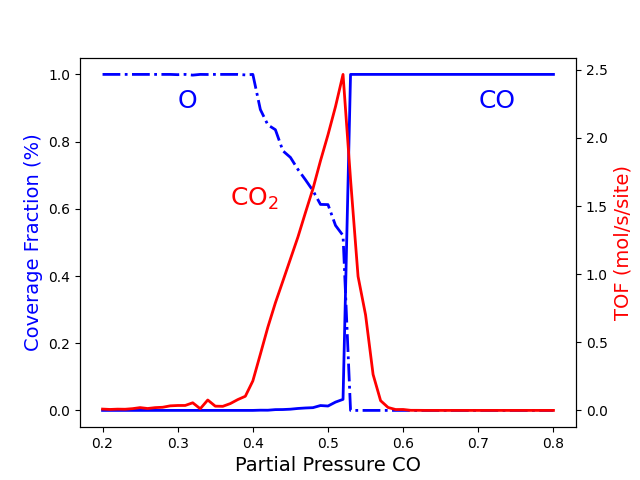 Coverage Fraction (%)
1.0
0.8
0.6
0.4
0.2
0.0
O
CO
CO₂
2.5
2.0
1.5
1.0
0.5
0.0
TOF (mol/s/site)
0.2 0.3 0.4 0.5 0.6 0.7 0.8
Partial Pressure CO